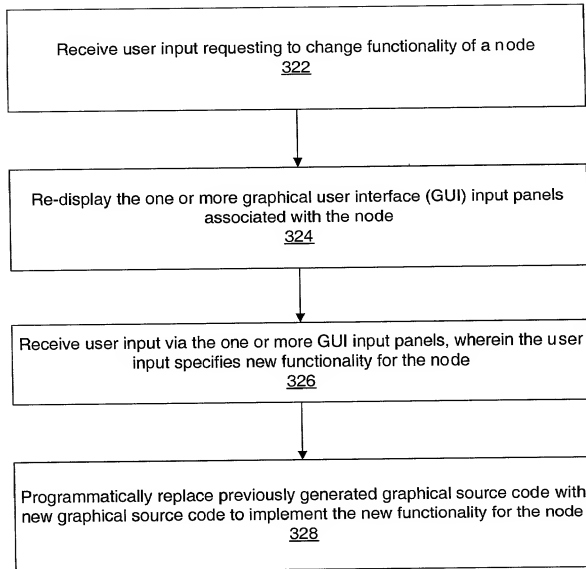 Receive user input requesting to change functionality of a node
322
Re-display the one or more graphical user interface (GUI) input panels
associated with the node
324
Receive user input via the one or more GUI input panels, wherein the user
input specifies new functionality for the node
326
Programmatically replace previously generated graphical source code with
new graphical source code to implement the new functionality for the node
328